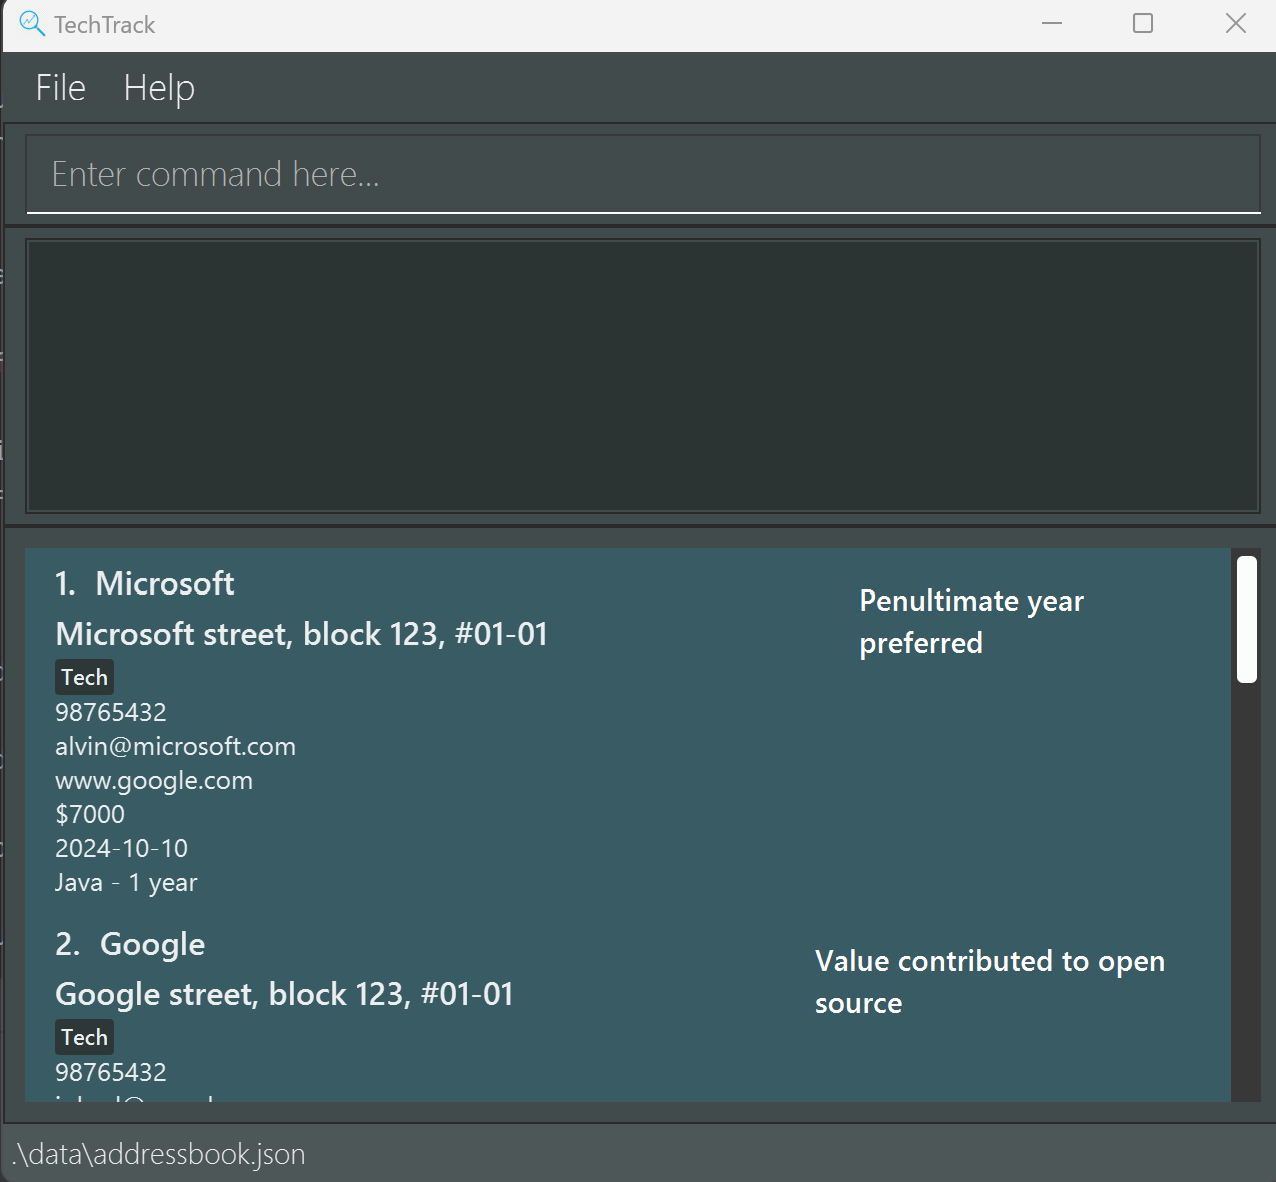 TechTrack
File Help
Enter command here...
1. Microsoft
Microsoft street, block 123, #01-01
Tech
98765432
alvin@microsoft.com
www.google.com
$7000
2024-10-10
Java - 1 year
Penultimate year
preferred
2. Google
Google street, block 123, #01-01
Tech
98765432
Value contributed to open
source
.\data\addressbook.json